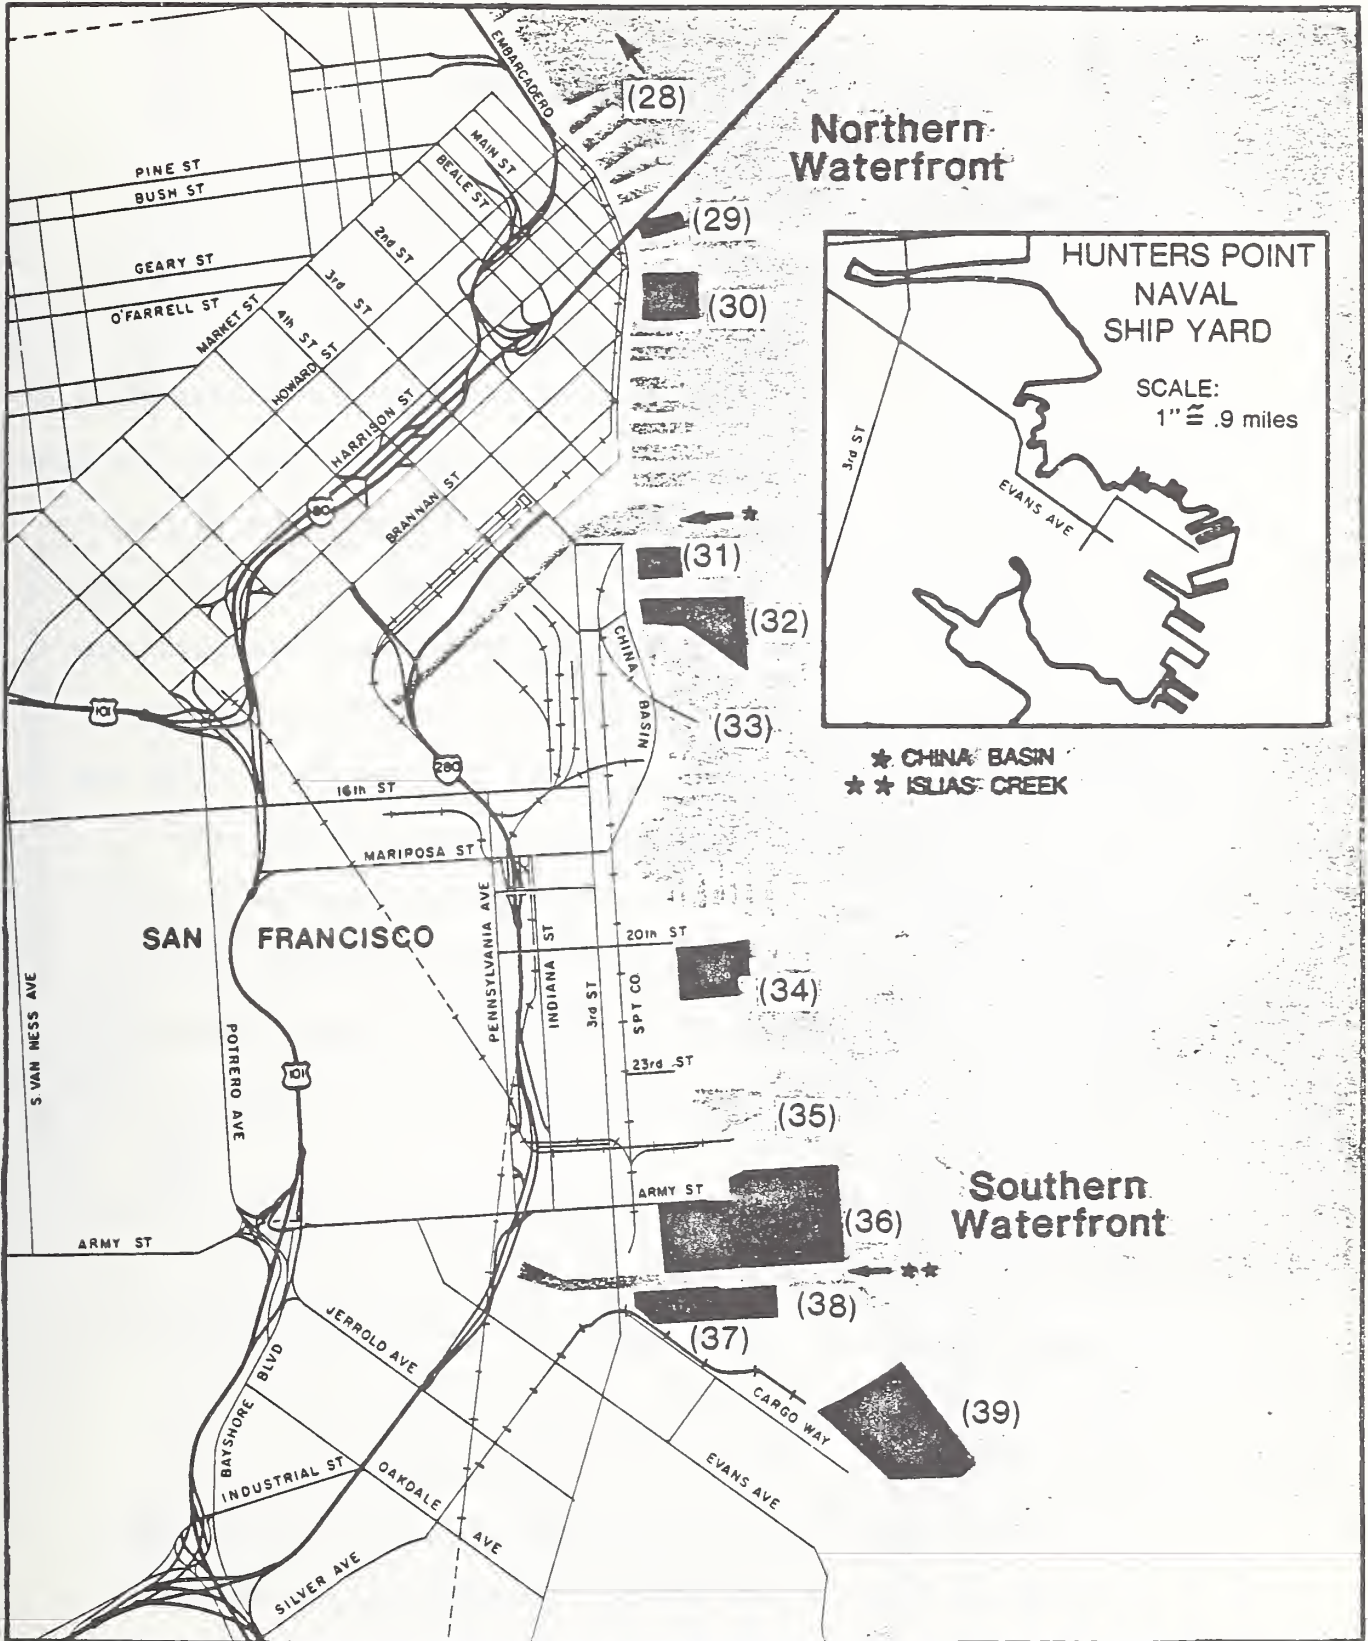 EMBARCADERO
(28)
Northern
Waterfront
MAIN ST
BEALE ST
PINE ST
BUSH ST
(29)
2nd ST
GEARY ST
3rd ST
(30)
O'FARRELL ST
MARKET ST
4th ST
HOWARD ST
HARRISON ST
BRANNAN ST
80
HUNTERS POINT
NAVAL
SHIP YARD
SCALE:
1" ≅ .9 miles
3rd ST
EVANS AVE
*
(31)
(32)
CHINA BASIN
(33)
101
280
* CHINA BASIN
* * ISLIAS CREEK
16th ST
MARIPOSA ST
SAN FRANCISCO
PENNSYLVANIA AVE
INDIANA ST
3rd ST
SPT CO.
20th ST
(34)
S. VAN NESS AVE
POTRERO AVE
101
23rd ST
(35)
ARMY ST
(36)
Southern
Waterfront
ARMY ST
**
(38)
(37)
JERROLD AVE
BAYSHORE BLVD
CARGO WAY
(39)
INDUSTRIAL ST
OAKDALE AVE
EVANS AVE
SILVER AVE